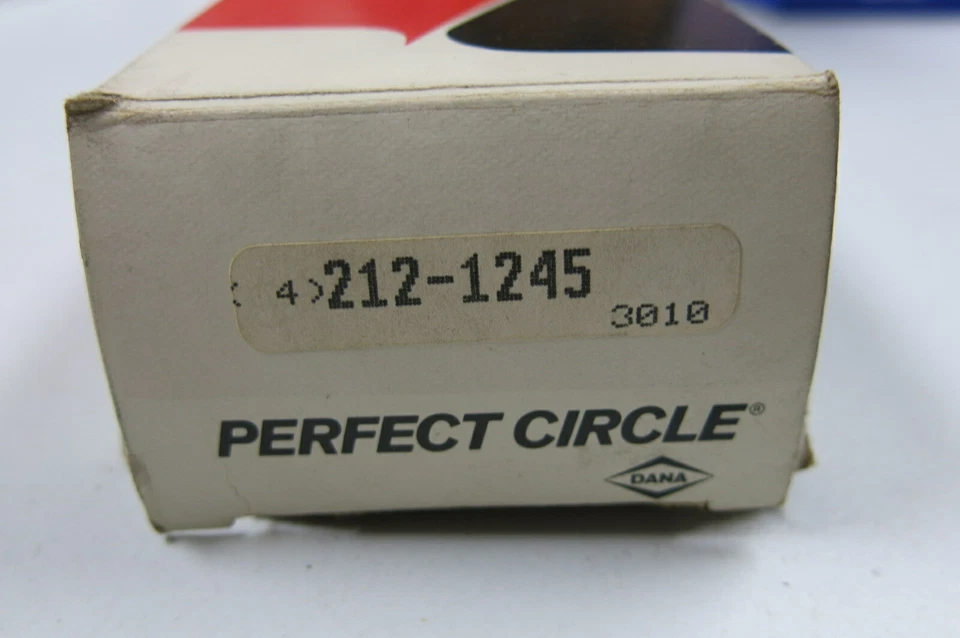 ( 4)212-1245
3010
PERFECT CIRCLE®
DANA